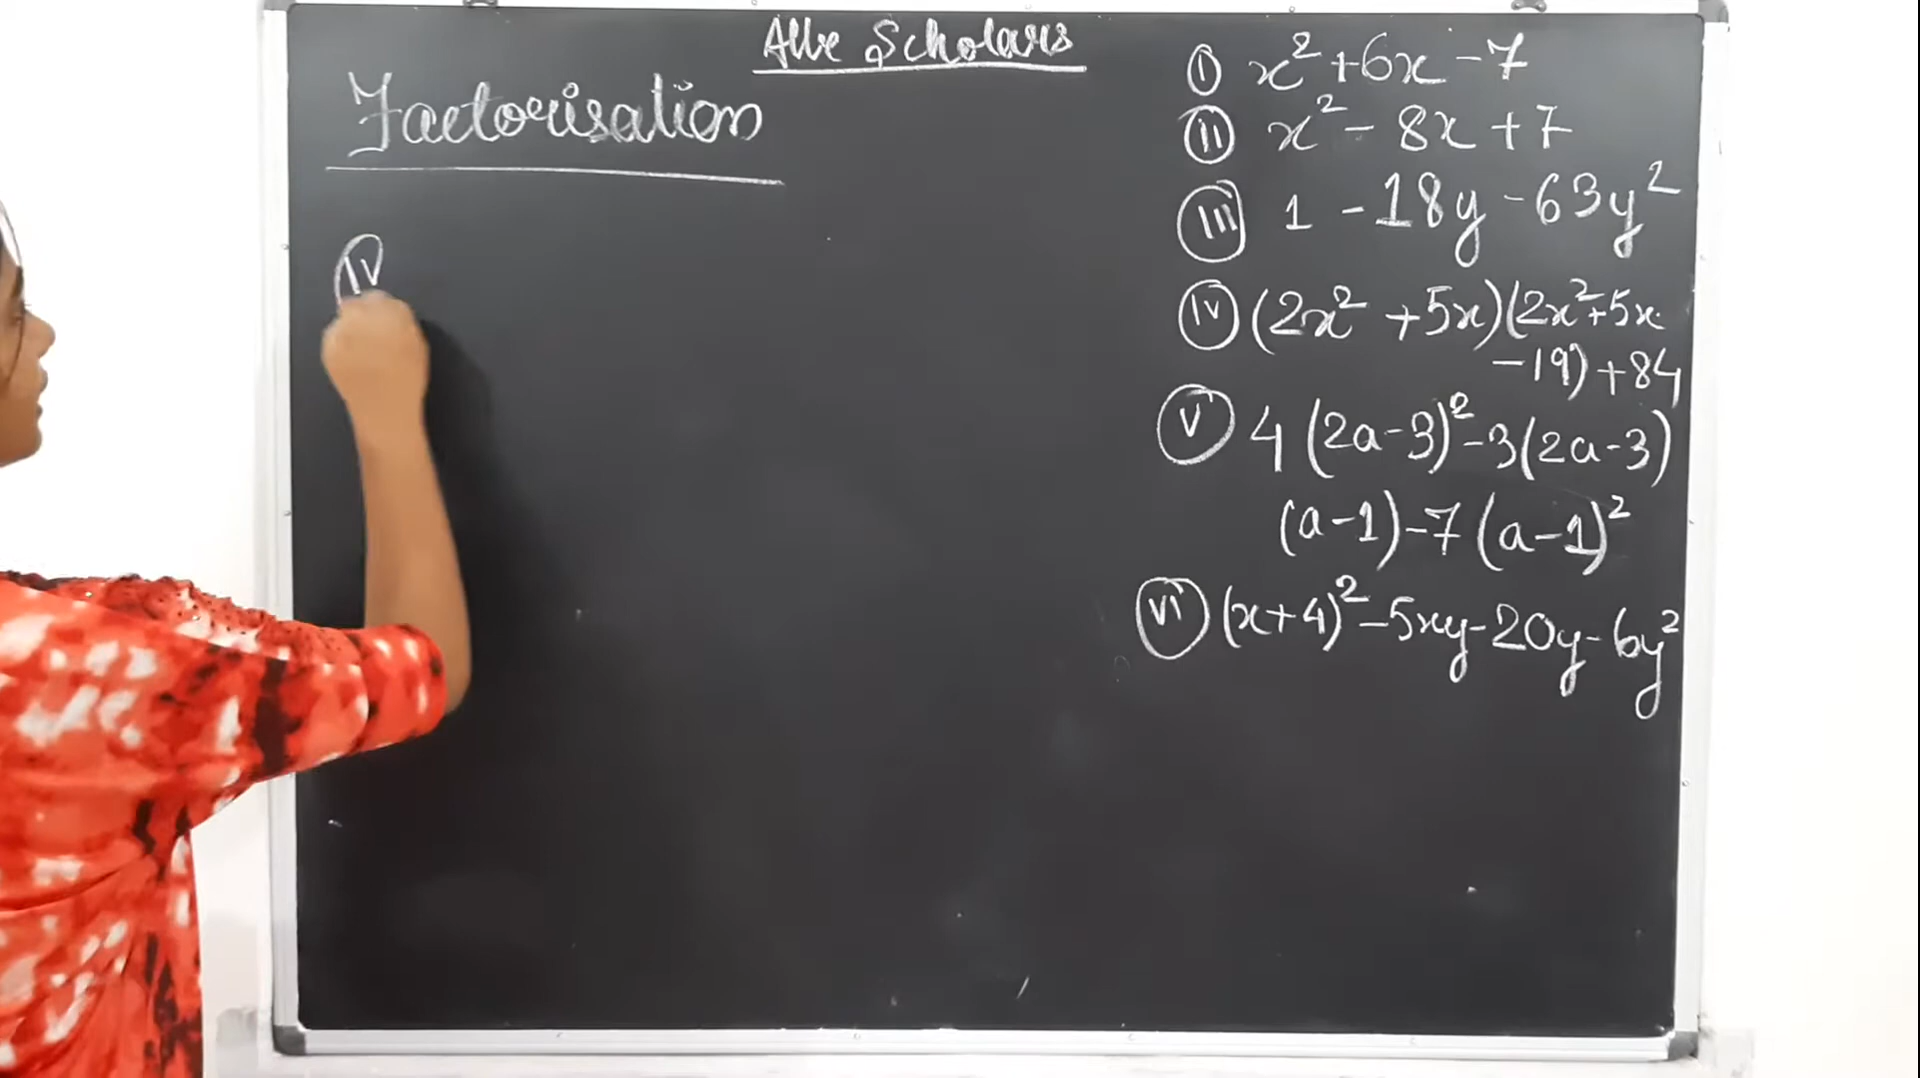 Albe Scholars
Factorisation
(iv)
(i) x² + 6x - 7
(ii) x² - 8x + 7
(iii) 1 - 18y - 63y²
(iv) (2x² + 5x)(2x² + 5x
- 19) + 84
(v) 4(2a-3)² - 3(2a-3)
(a-1) - 7(a-1)²
(vi) (x+4)² - 5xy - 20y - 6y²